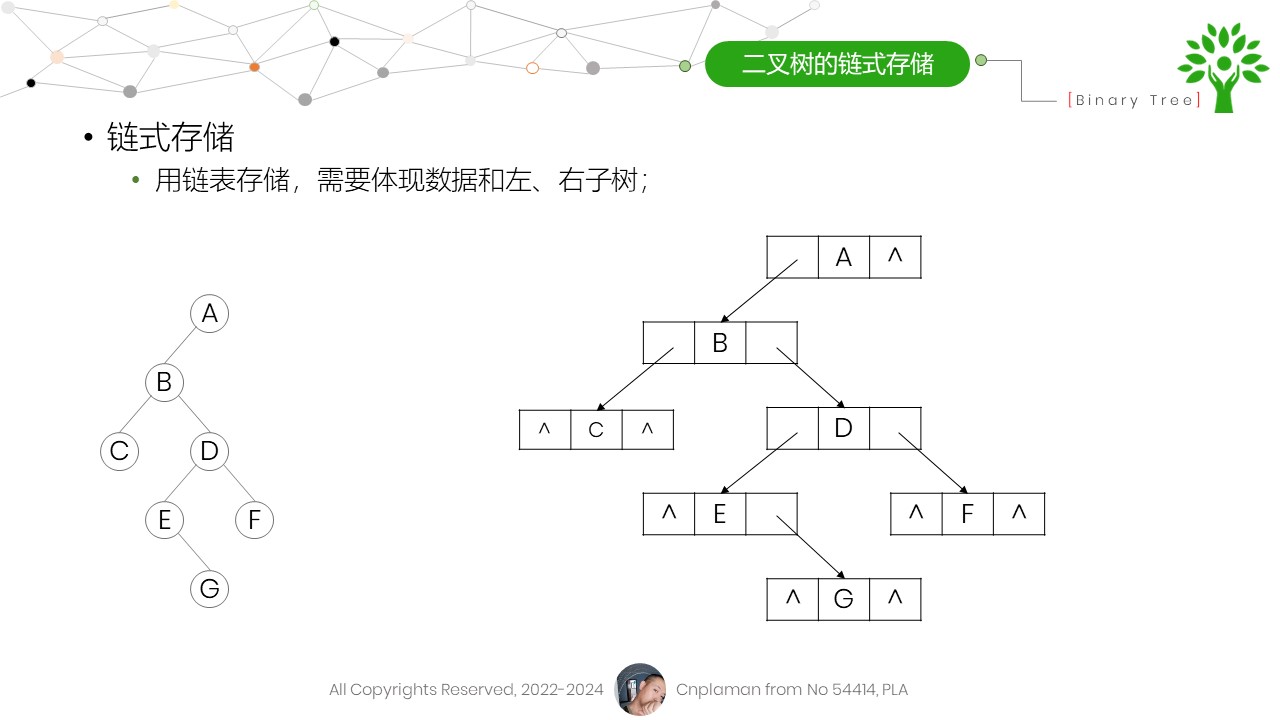 二叉树的链式存储
[Binary Tree]
• 链式存储
• 用链表存储，需要体现数据和左、右子树；
A
B
C D
E F
G
A ^
B
^ C ^ D
^ E ^ F ^
^ G ^
All Copyrights Reserved, 2022-2024 Cnplaman from No 54414, PLA